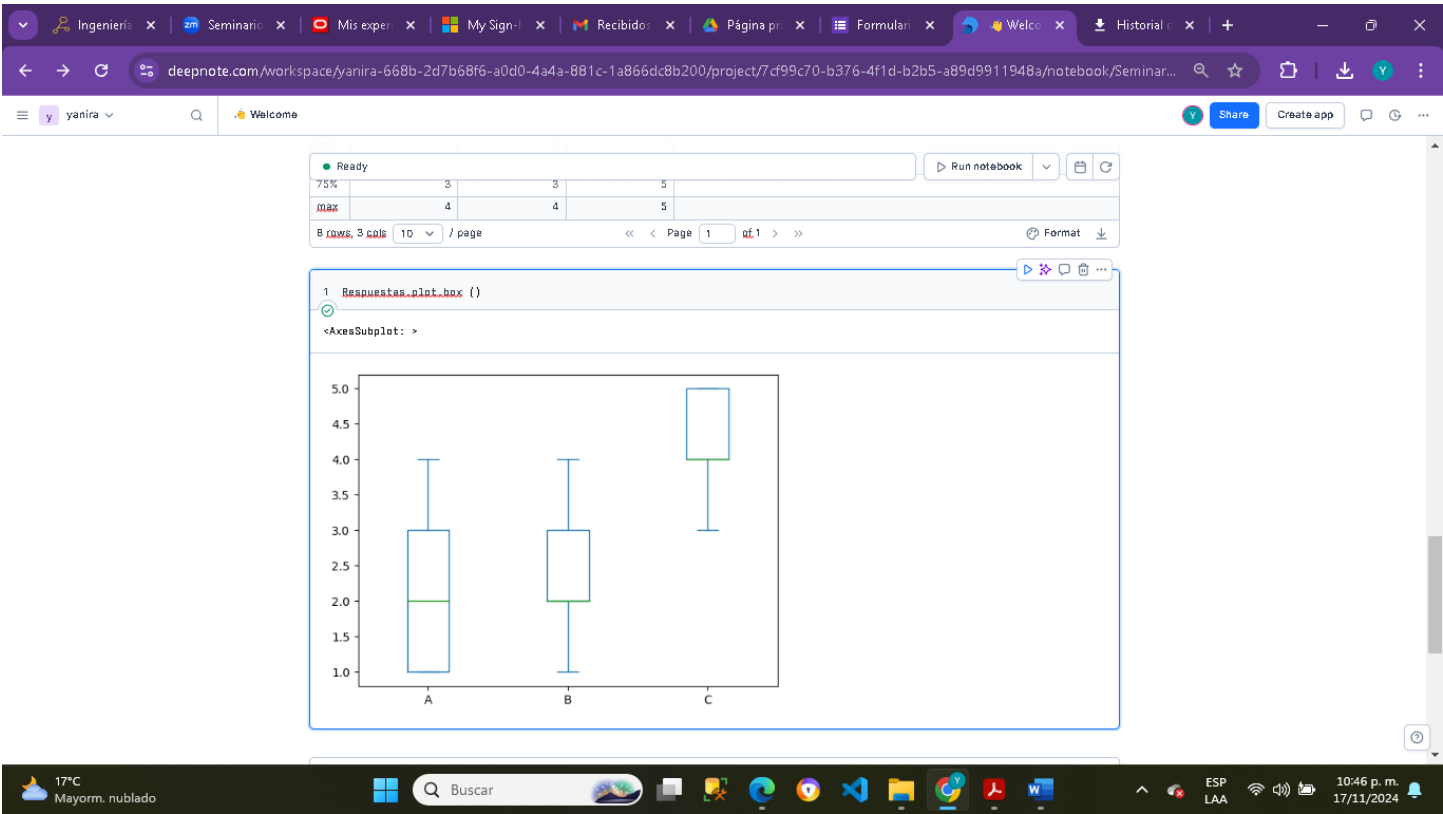 Ingeniería
Seminario
Mis experi
My Sign-I
Recibidos
Página pri
Formulari
Welco
Historial c
deepnote.com/workspace/yanira-668b-2d7b68f6-a0d0-4a4a-881c-1a866dc8b200/project/7cf99c70-b376-4f1d-b2b5-a89d9911948a/notebook/Seminar...
Y
y yanira
Welcome
Y
Share
Create app
Ready
Run notebook
75% 3 3 5
max 4 4 5
8 rows, 3 cols 10 / page
Page 1 of 1
Format
1 Respuestas.plot.box ()
<AxesSubplot: >
5.0
4.5
4.0
3.5
3.0
2.5
2.0
1.5
1.0
A B C
17°C
Mayorm. nublado
Buscar
ESP
LAA
10:46 p. m.
17/11/2024